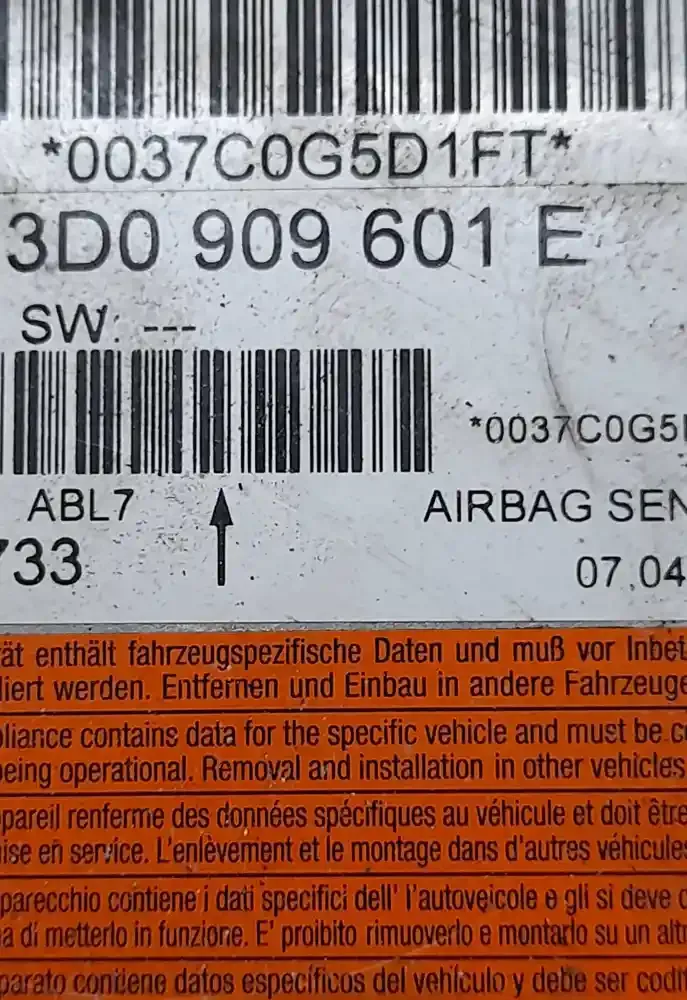 *0037C0G5D1FT*
3D0 909 601 E
SW: ---
*0037C0G5
ABL7
AIRBAG SEN
733
07.04
ät enthält fahrzeugspezifische Daten und muß vor Inbet
liert werden. Entfernen und Einbau in andere Fahrzeuge
liance contains data for the specific vehicle and must be c
being operational. Removal and installation in other vehicles
pareil renferme des données spécifiques au véhicule et doit être
ise en service. L'enlèvement et le montage dans d'autres véhicules
parecchio contiene i dati specifici dell' l'autoveicole e gli si deve
a di metterlo in funzione. E' proibito rimuoverlo e montarlo su un altr
parato contiene datos específicos del vehículo y debe ser codif